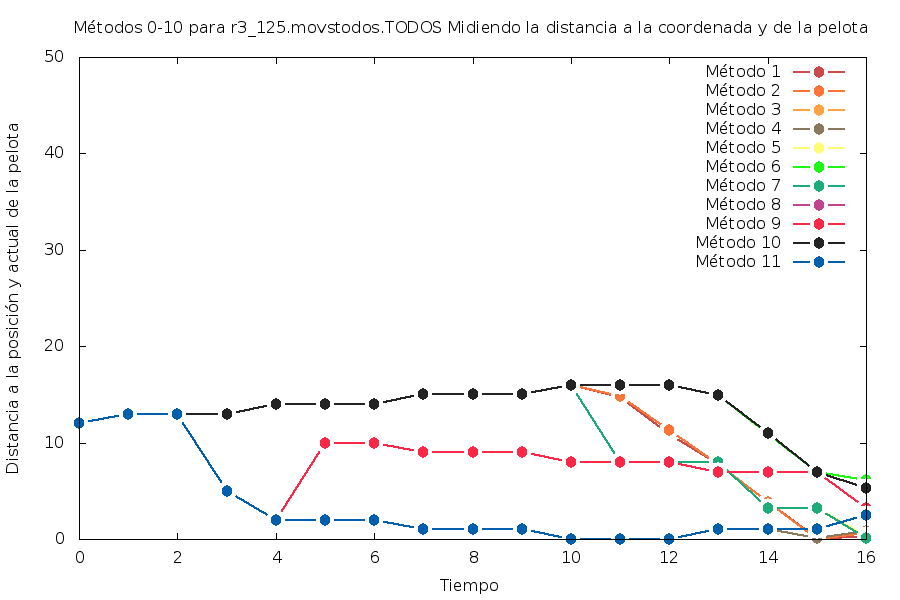 Métodos 0-10 para r3_125.movstodos.TODOS Midiendo la distancia a la coordenada y de la pelota
50
40
30
20
10
0
Distancia a la posición y actual de la pelota
Método 1
Método 2
Método 3
Método 4
Método 5
Método 6
Método 7
Método 8
Método 9
Método 10
Método 11
0 2 4 6 8 10 12 14 16
Tiempo